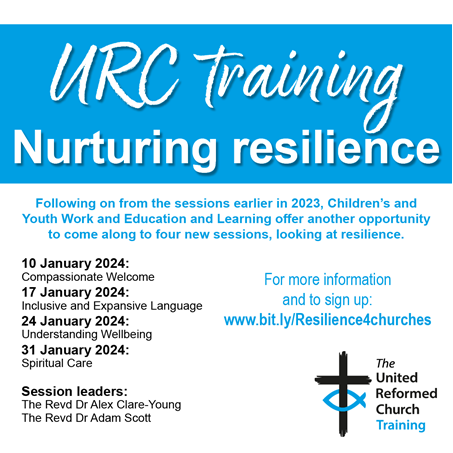 URC Training
Nurturing resilience
Following on from the sessions earlier in 2023, Children's and
Youth Work and Education and Learning offer another opportunity
to come along to four new sessions, looking at resilience.
10 January 2024:
Compassionate Welcome
17 January 2024:
Inclusive and Expansive Language
24 January 2024:
Understanding Wellbeing
31 January 2024:
Spiritual Care
Session leaders:
The Revd Dr Alex Clare-Young
The Revd Dr Adam Scott
For more information
and to sign up:
www.bit.ly/Resilience4churches
The
United
Reformed
Church
Training